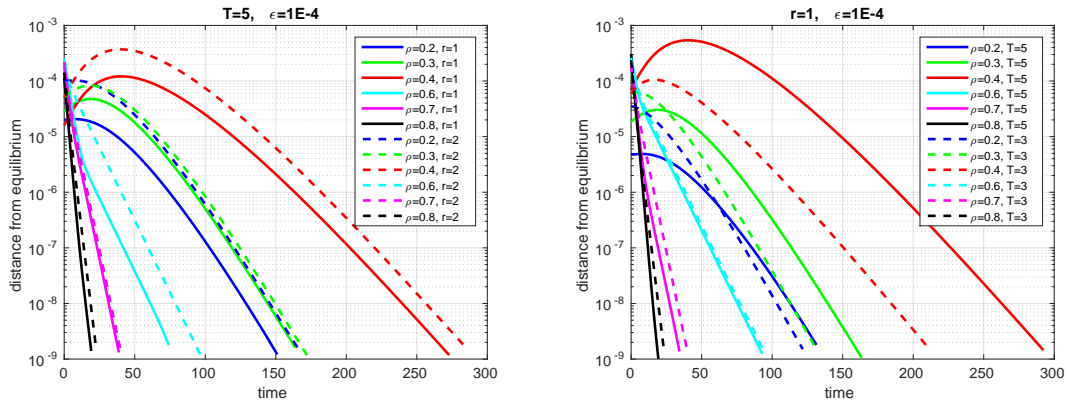 T=5, ϵ=1E-4
distance from equilibrium
10⁻³
10⁻⁴
10⁻⁵
10⁻⁶
10⁻⁷
10⁻⁸
10⁻⁹
0 50 100 150 200 250 300
time
ρ=0.2, r=1
ρ=0.3, r=1
ρ=0.4, r=1
ρ=0.6, r=1
ρ=0.7, r=1
ρ=0.8, r=1
ρ=0.2, r=2
ρ=0.3, r=2
ρ=0.4, r=2
ρ=0.6, r=2
ρ=0.7, r=2
ρ=0.8, r=2
r=1, ϵ=1E-4
distance from equilibrium
10⁻³
10⁻⁴
10⁻⁵
10⁻⁶
10⁻⁷
10⁻⁸
10⁻⁹
0 50 100 150 200 250 300
time
ρ=0.2, T=5
ρ=0.3, T=5
ρ=0.4, T=5
ρ=0.6, T=5
ρ=0.7, T=5
ρ=0.8, T=5
ρ=0.2, T=3
ρ=0.3, T=3
ρ=0.4, T=3
ρ=0.6, T=3
ρ=0.7, T=3
ρ=0.8, T=3